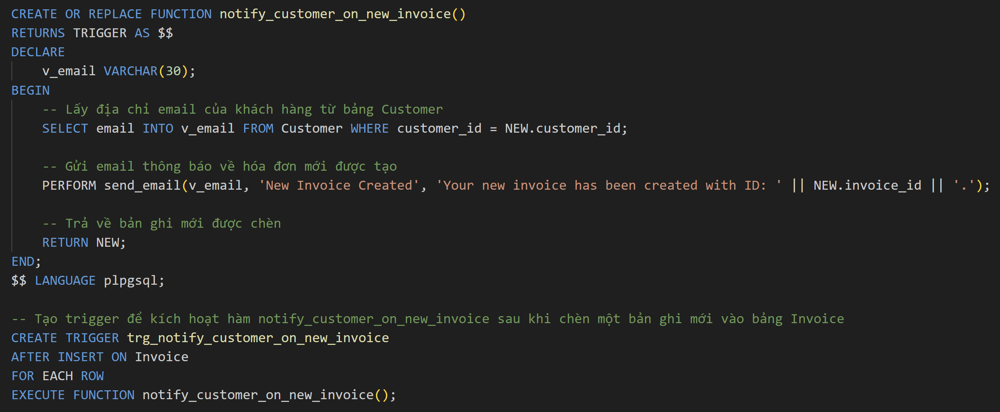 CREATE OR REPLACE FUNCTION notify_customer_on_new_invoice()
RETURNS TRIGGER AS $$
DECLARE
    v_email VARCHAR(30);
BEGIN
    -- Lấy địa chỉ email của khách hàng từ bảng Customer
    SELECT email INTO v_email FROM Customer WHERE customer_id = NEW.customer_id;

    -- Gửi email thông báo về hóa đơn mới được tạo
    PERFORM send_email(v_email, 'New Invoice Created', 'Your new invoice has been created with ID: ' || NEW.invoice_id || '.');

    -- Trả về bản ghi mới được chèn
    RETURN NEW;
END;
$$ LANGUAGE plpgsql;

-- Tạo trigger để kích hoạt hàm notify_customer_on_new_invoice sau khi chèn một bản ghi mới vào bảng Invoice
CREATE TRIGGER trg_notify_customer_on_new_invoice
AFTER INSERT ON Invoice
FOR EACH ROW
EXECUTE FUNCTION notify_customer_on_new_invoice();